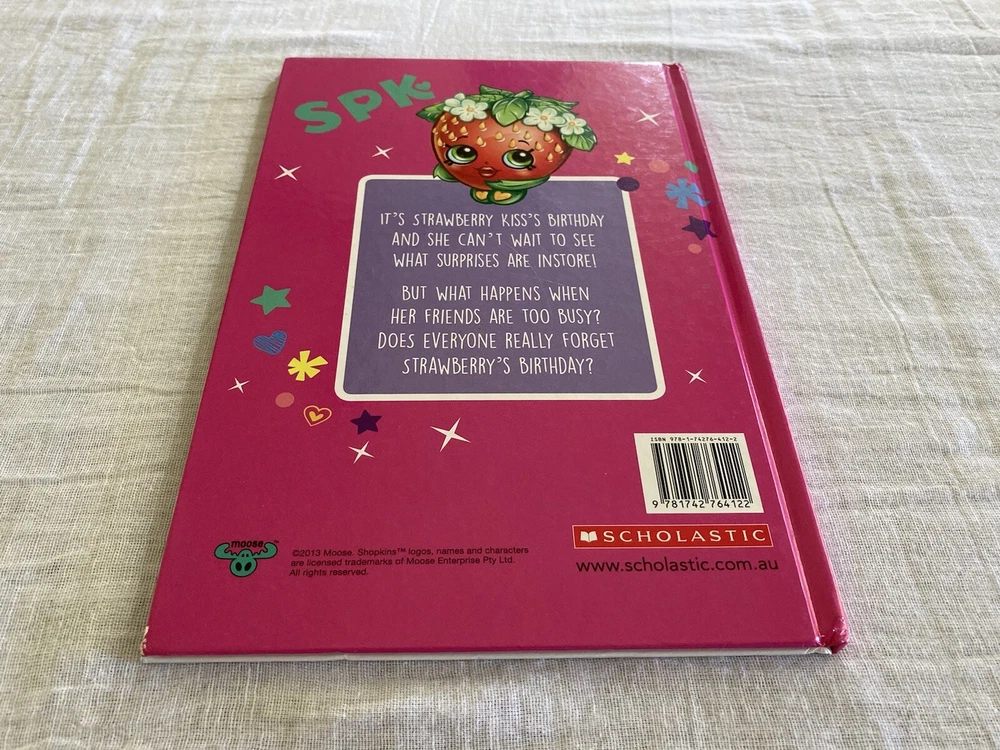 SPK
IT'S STRAWBERRY KISS'S BIRTHDAY
AND SHE CAN'T WAIT TO SEE
WHAT SURPRISES ARE INSTORE!
BUT WHAT HAPPENS WHEN
HER FRIENDS ARE TOO BUSY?
DOES EVERYONE REALLY FORGET
STRAWBERRY'S BIRTHDAY?
ISBN 978-1-74276-412-2
9 781742 764122
SCHOLASTIC
www.scholastic.com.au
moose™
©2013 Moose. Shopkins™ logos, names and characters
are licensed trademarks of Moose Enterprise Pty Ltd.
All rights reserved.